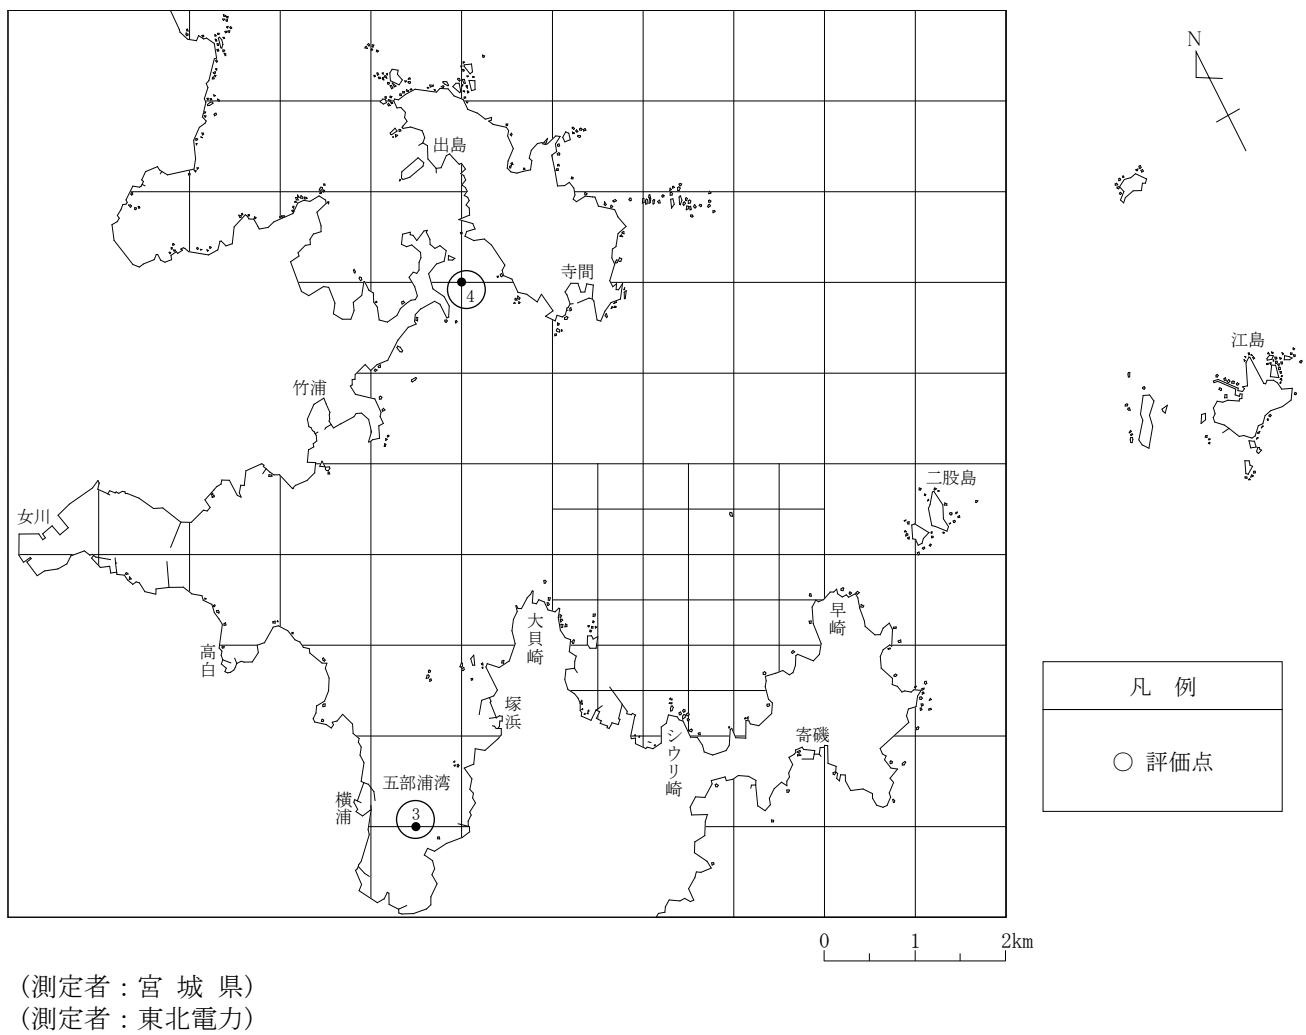 N
出島
寺間
4
江島
竹浦
二股島
女川
大貝崎
早崎
高白
凡 例
塚浜
シウリ崎
寄磯
○ 評価点
五部浦湾
横浦
3
0 1 2km
(測定者：宮 城 県)
(測定者：東北電力)